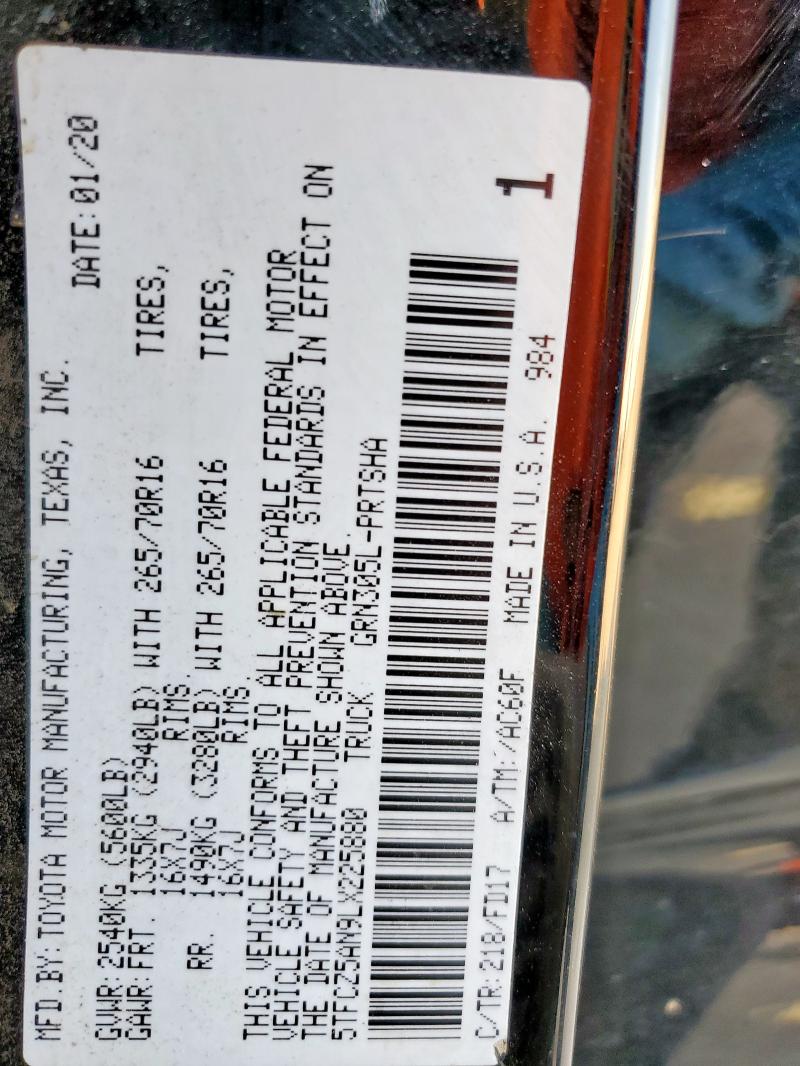 MFD.BY: TOYOTA MOTOR MANUFACTURING, TEXAS, INC.
DATE: 01/20
GVWR: 2540KG (5600LB)
GAWR: FRT. 1335KG (2940LB) WITH 265/70R16 TIRES,
16X7J RIMS,
RR. 1490KG (3280LB) WITH 265/70R16 TIRES,
16X7J RIMS.
THIS VEHICLE CONFORMS TO ALL APPLICABLE FEDERAL MOTOR
VEHICLE SAFETY AND THEFT PREVENTION STANDARDS IN EFFECT ON
THE DATE OF MANUFACTURE SHOWN ABOVE.
5TFCZ5AN9LX225880 TRUCK GRN305L-PRTSHA
1
C/TR: 218/FD17 A/TM: /AC60F MADE IN U.S.A. 984